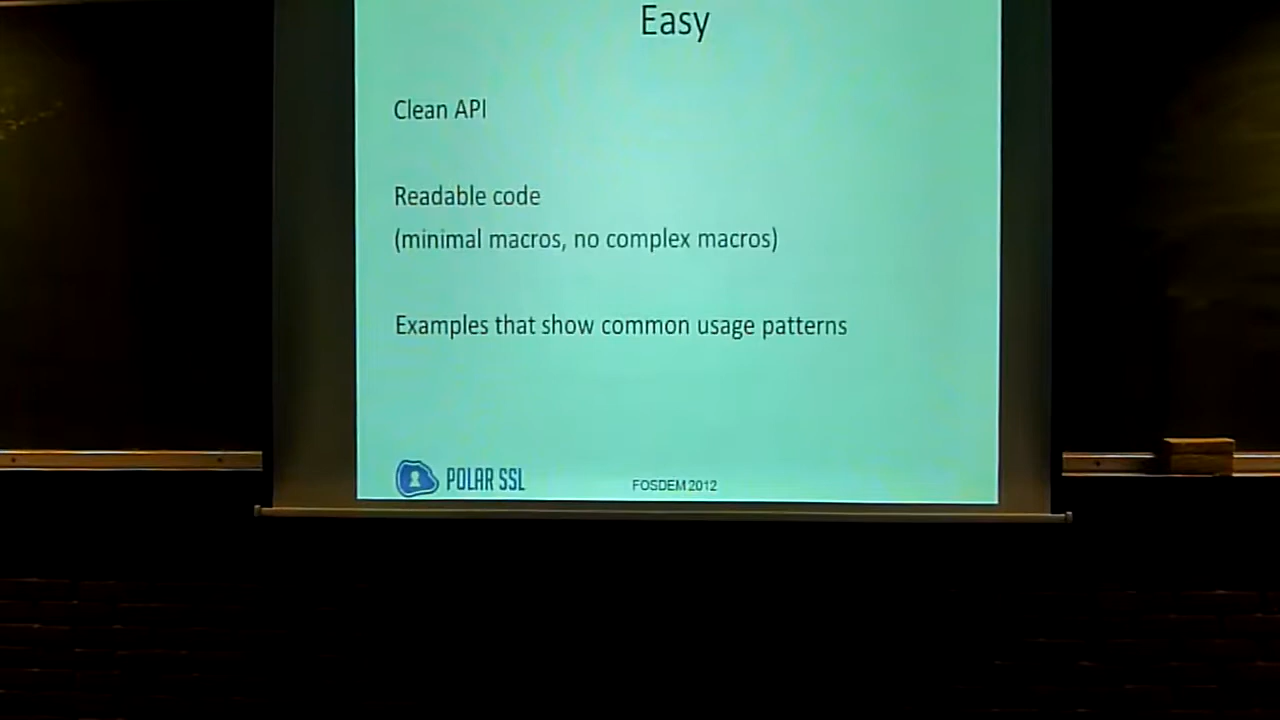 Easy
Clean API
Readable code
(minimal macros, no complex macros)
Examples that show common usage patterns
POLAR SSL
FOSDEM 2012